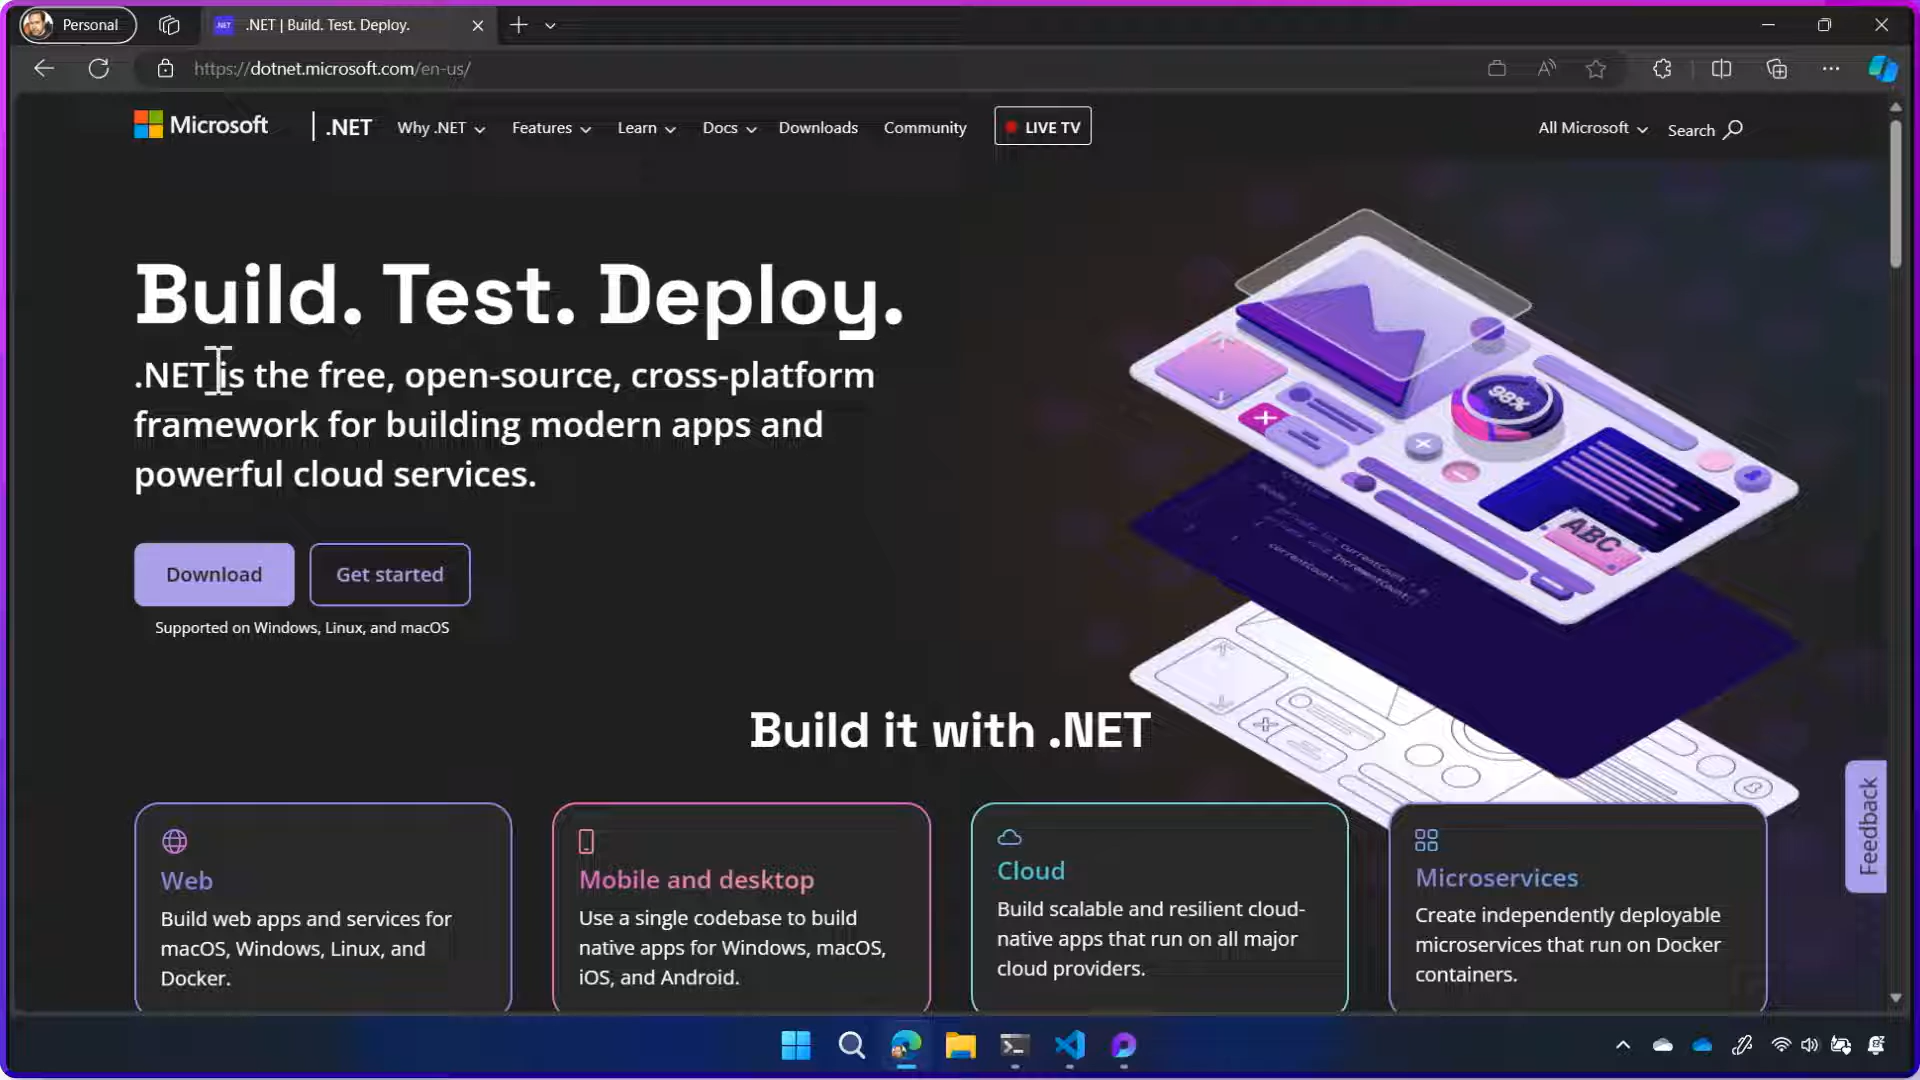 Personal
.NET | Build. Test. Deploy.
https://dotnet.microsoft.com/en-us/
Microsoft
.NET
Why .NET
Features
Learn
Docs
Downloads
Community
LIVE TV
All Microsoft
Search
Build. Test. Deploy.
.NET is the free, open-source, cross-platform
framework for building modern apps and
powerful cloud services.
Download
Get started
Supported on Windows, Linux, and macOS
98%
ABC
Build it with .NET
Web
Build web apps and services for
macOS, Windows, Linux, and
Docker.
Mobile and desktop
Use a single codebase to build
native apps for Windows, macOS,
iOS, and Android.
Cloud
Build scalable and resilient cloud-
native apps that run on all major
cloud providers.
Microservices
Create independently deployable
microservices that run on Docker
containers.
Feedback